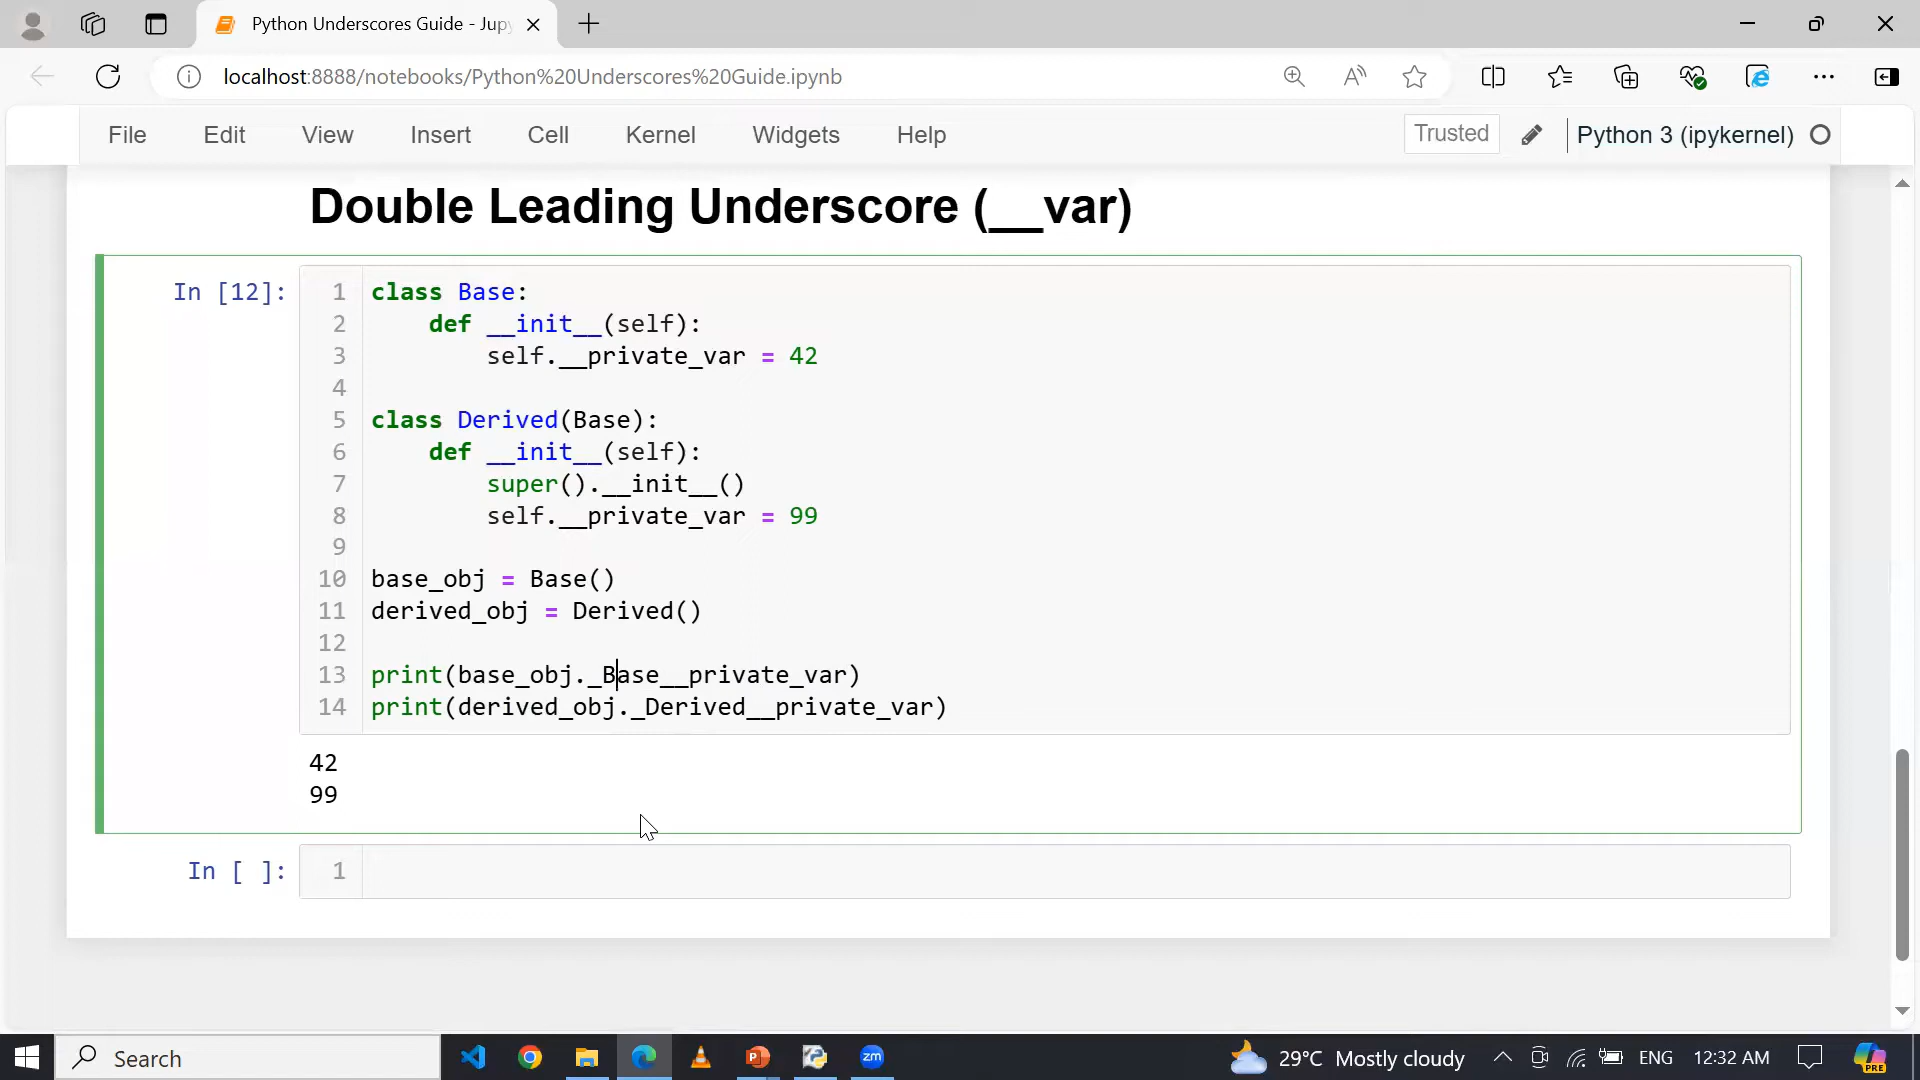 Python Underscores Guide - Jupy
localhost:8888/notebooks/Python%20Underscores%20Guide.ipynb
File Edit View Insert Cell Kernel Widgets Help Trusted Python 3 (ipykernel)
Double Leading Underscore (__var)
In [12]:
1 class Base:
2     def __init__(self):
3         self.__private_var = 42
4
5 class Derived(Base):
6     def __init__(self):
7         super().__init__()
8         self.__private_var = 99
9
10 base_obj = Base()
11 derived_obj = Derived()
12
13 print(base_obj._Base__private_var)
14 print(derived_obj._Derived__private_var)
42
99
In [ ]: 1
Search 29°C Mostly cloudy ENG 12:32 AM
zm
PRE